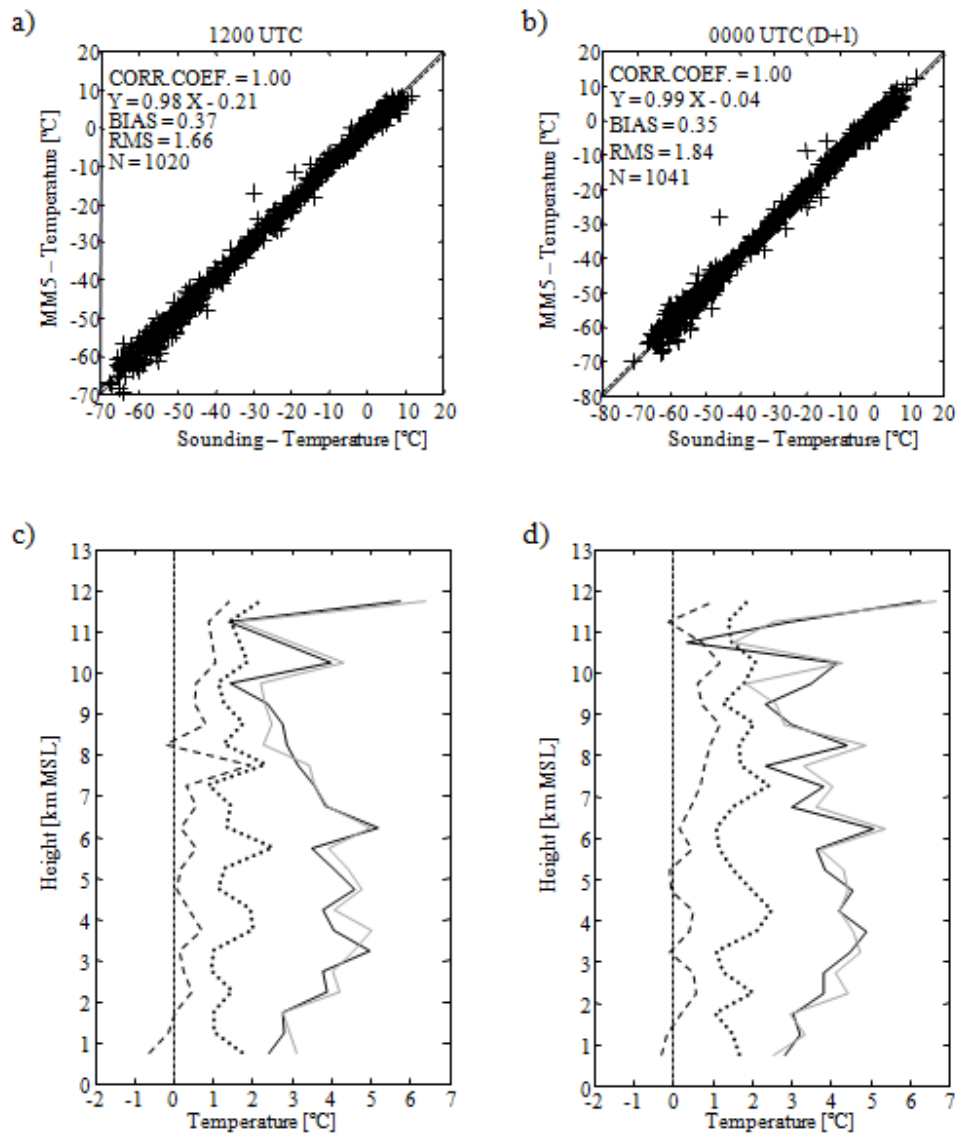 a)
1200 UTC
CORR.COEF. = 1.00
Y = 0.98 X - 0.21
BIAS = 0.37
RMS = 1.66
N = 1020
MM5 – Temperature [°C]
20
10
0
-10
-20
-30
-40
-50
-60
-70
-70 -60 -50 -40 -30 -20 -10 0 10 20
Sounding – Temperature [°C]
b)
0000 UTC (D+1)
CORR.COEF. = 1.00
Y = 0.99 X - 0.04
BIAS = 0.35
RMS = 1.84
N = 1041
MM5 – Temperature [°C]
20
10
0
-10
-20
-30
-40
-50
-60
-70
-80
-80 -70 -60 -50 -40 -30 -20 -10 0 10 20
Sounding – Temperature [°C]
c)
Height [km MSL]
13
12
11
10
9
8
7
6
5
4
3
2
1
0
-2 -1 0 1 2 3 4 5 6 7
Temperature [°C]
d)
Height [km MSL]
13
12
11
10
9
8
7
6
5
4
3
2
1
0
-2 -1 0 1 2 3 4 5 6 7
Temperature [°C]